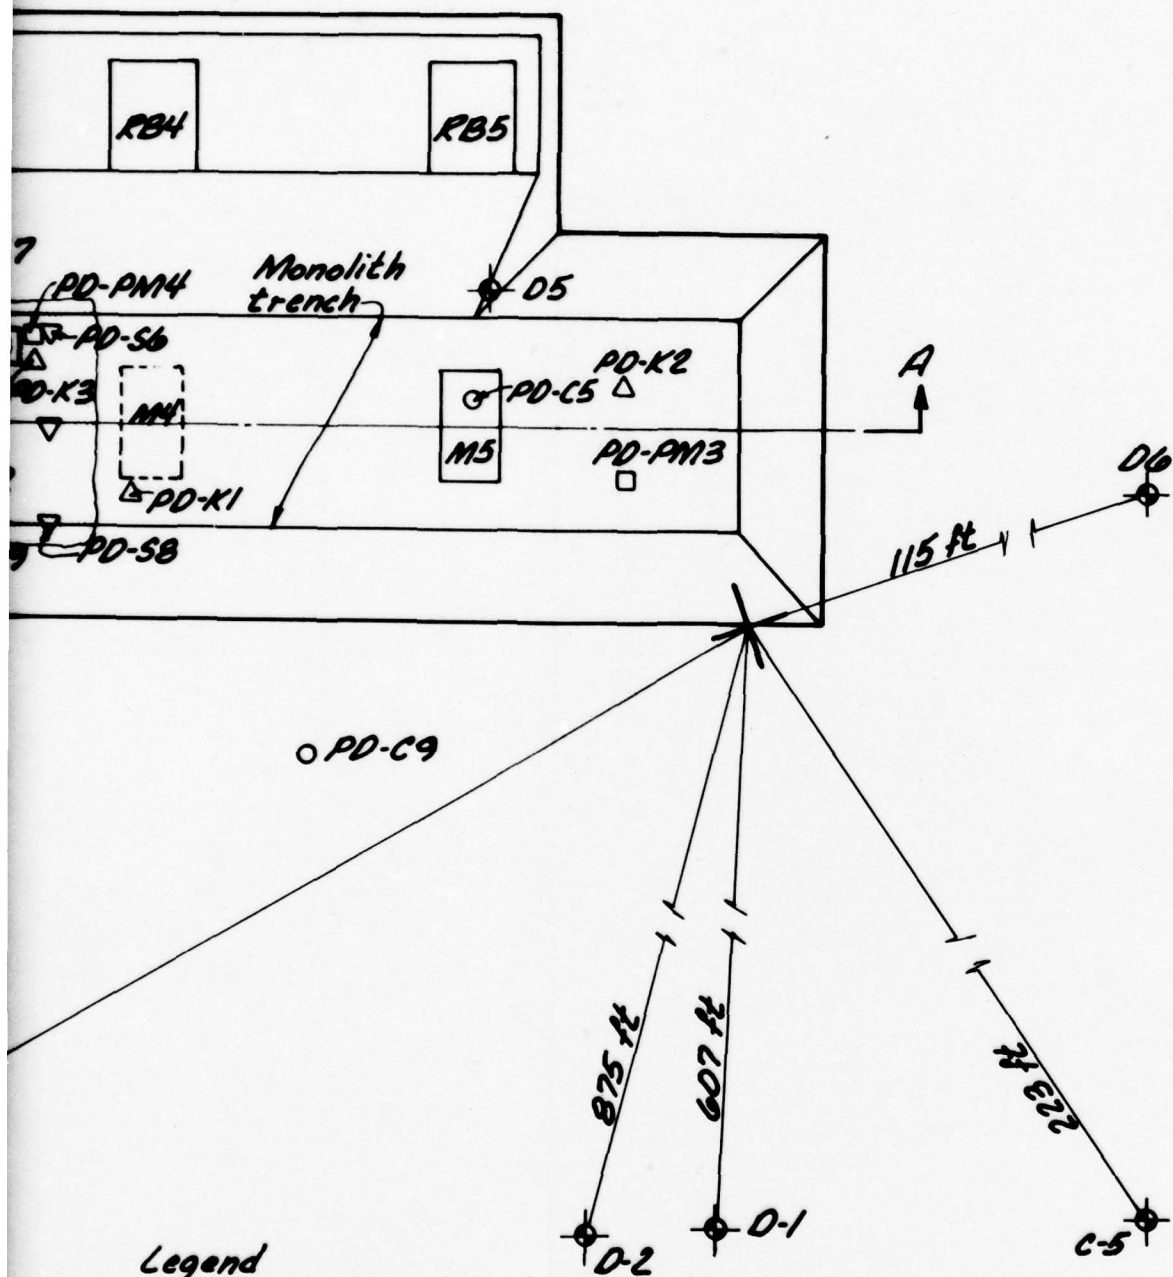 RB4
RB5
7
Monolith
trench
PD-PM4
D5
PD-S6
PD-K2
A
PD-K3
M4
PD-C5
M5
PD-PM3
D6
PD-K1
PD-S8
115 ft
PD-C9
875 ft
607 ft
223 ft
D-2
D-1
C-5
Legend